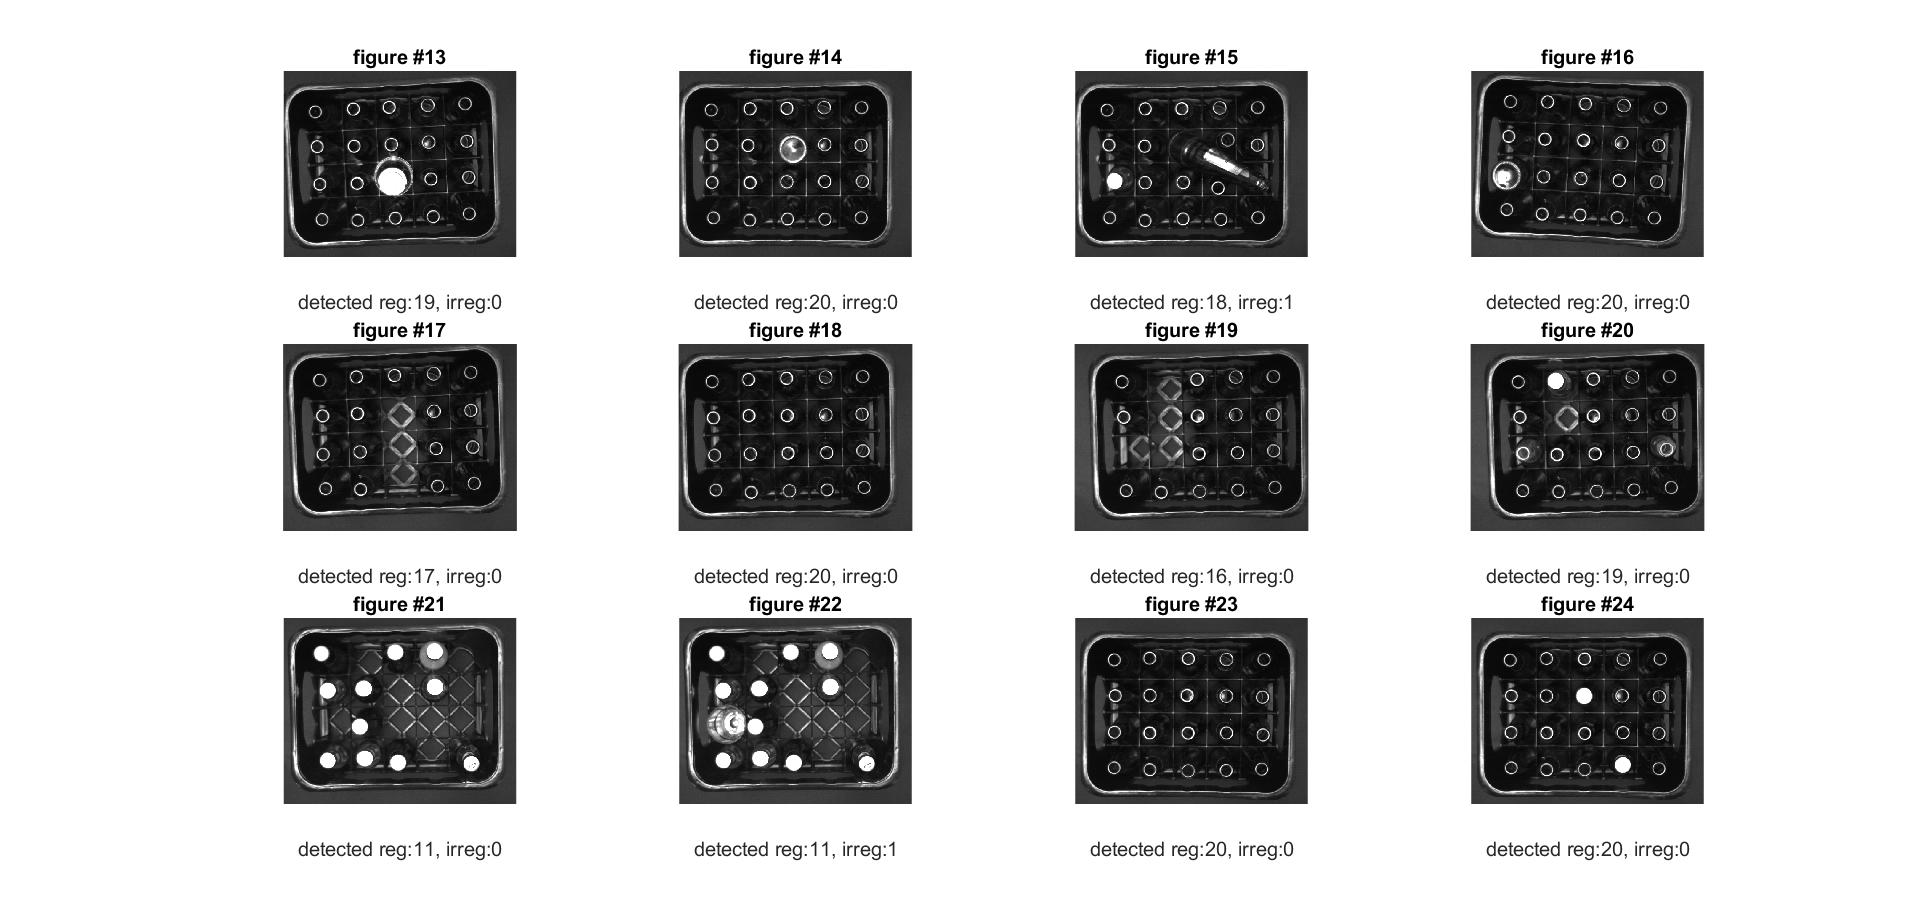 figure #13
figure #14
figure #15
figure #16
detected reg:19, irreg:0
detected reg:20, irreg:0
detected reg:18, irreg:1
detected reg:20, irreg:0
figure #17
figure #18
figure #19
figure #20
detected reg:17, irreg:0
detected reg:20, irreg:0
detected reg:16, irreg:0
detected reg:19, irreg:0
figure #21
figure #22
figure #23
figure #24
detected reg:11, irreg:0
detected reg:11, irreg:1
detected reg:20, irreg:0
detected reg:20, irreg:0